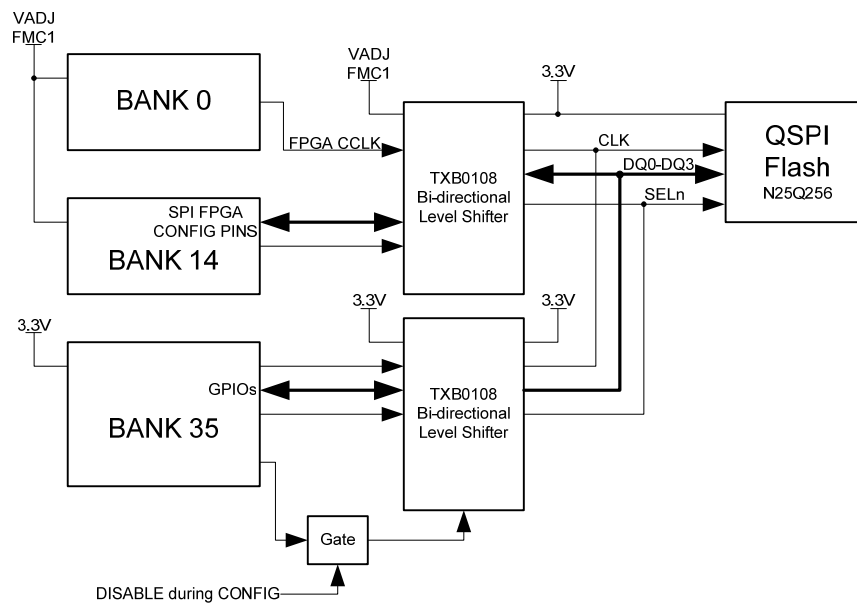 VADJ
FMC1
BANK 0
FPGA CCLK
VADJ
FMC1
3.3V
TXB0108
Bi-directional
Level Shifter
CLK
DQ0-DQ3
SELn
QSPI
Flash
N25Q256
SPI FPGA
CONFIG PINS
BANK 14
3.3V
GPIOs
BANK 35
3.3V
3.3V
TXB0108
Bi-directional
Level Shifter
Gate
DISABLE during CONFIG